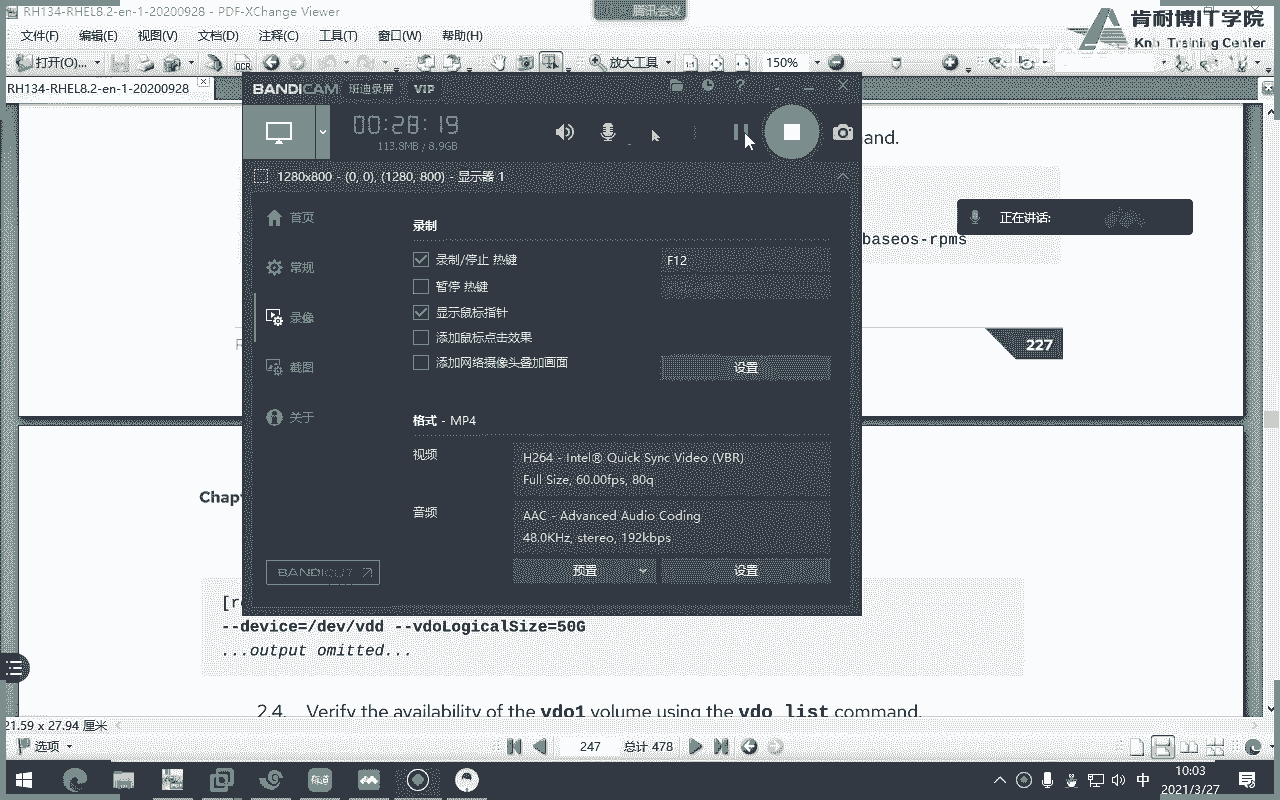 RH134-RHEL8.2-en-1-20200928 - PDF-XChange Viewer
腾讯会议
肯耐博IT学院
Knb Training Center
文件(F) 编辑(E) 视图(V) 文档(D) 注释(C) 工具(T) 窗口(W) 帮助(H)
打开(O)... OCR 放大工具 150%
RH134-RHEL8.2-en-1-20200928
BANDICAM 班迪录屏 VIP
00:28:19
113.8MB / 8.9GB
and.
1280x800 - (0, 0), (1280, 800) - 显示器 1
首页
常规
录像
截图
关于
录制
录制/停止 热键 F12
暂停 热键
显示鼠标指针
添加鼠标点击效果
添加网络摄像头叠加画面
设置
格式 - MP4
视频
H264 - Intel® Quick Sync Video (VBR)
Full Size, 60.00fps, 80q
音频
AAC - Advanced Audio Coding
48.0KHz, stereo, 192kbps
BANDICUT 预置 设置
正在讲话:
baseos-rpms
227
Chap
[r
--device=/dev/vdd --vdoLogicalSize=50G
...output omitted...
2.4. Verify the availability of the vdo1 volume using the vdo list command.
21.59 x 27.94 厘米
选项 247 总计 478
中
10:03
2021/3/27